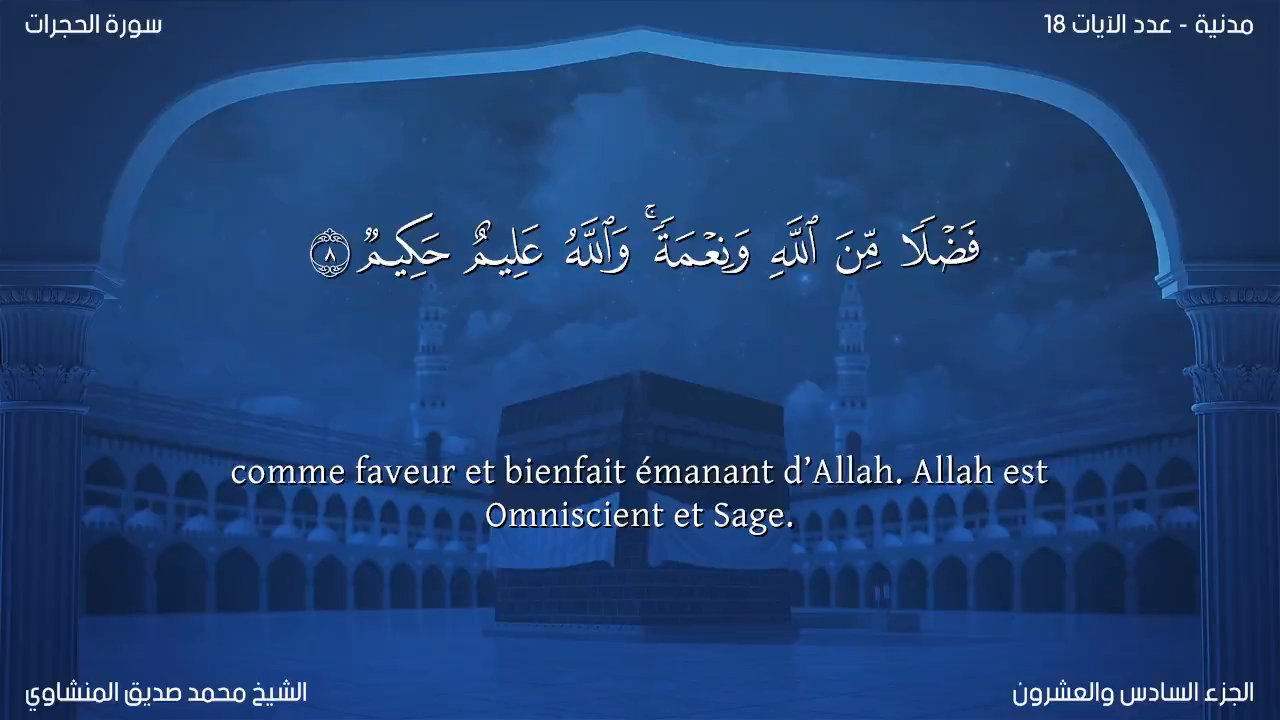 سورة الحجرات
مدنية - عدد الآيات 18
فَضْلًا مِّنَ ٱللَّهِ وَنِعْمَةً ۚ وَٱللَّهُ عَلِيمٌ حَكِيمٌ ٨
comme faveur et bienfait émanant d’Allah. Allah est
Omniscient et Sage.
الشيخ محمد صديق المنشاوي
الجزء السادس والعشرون